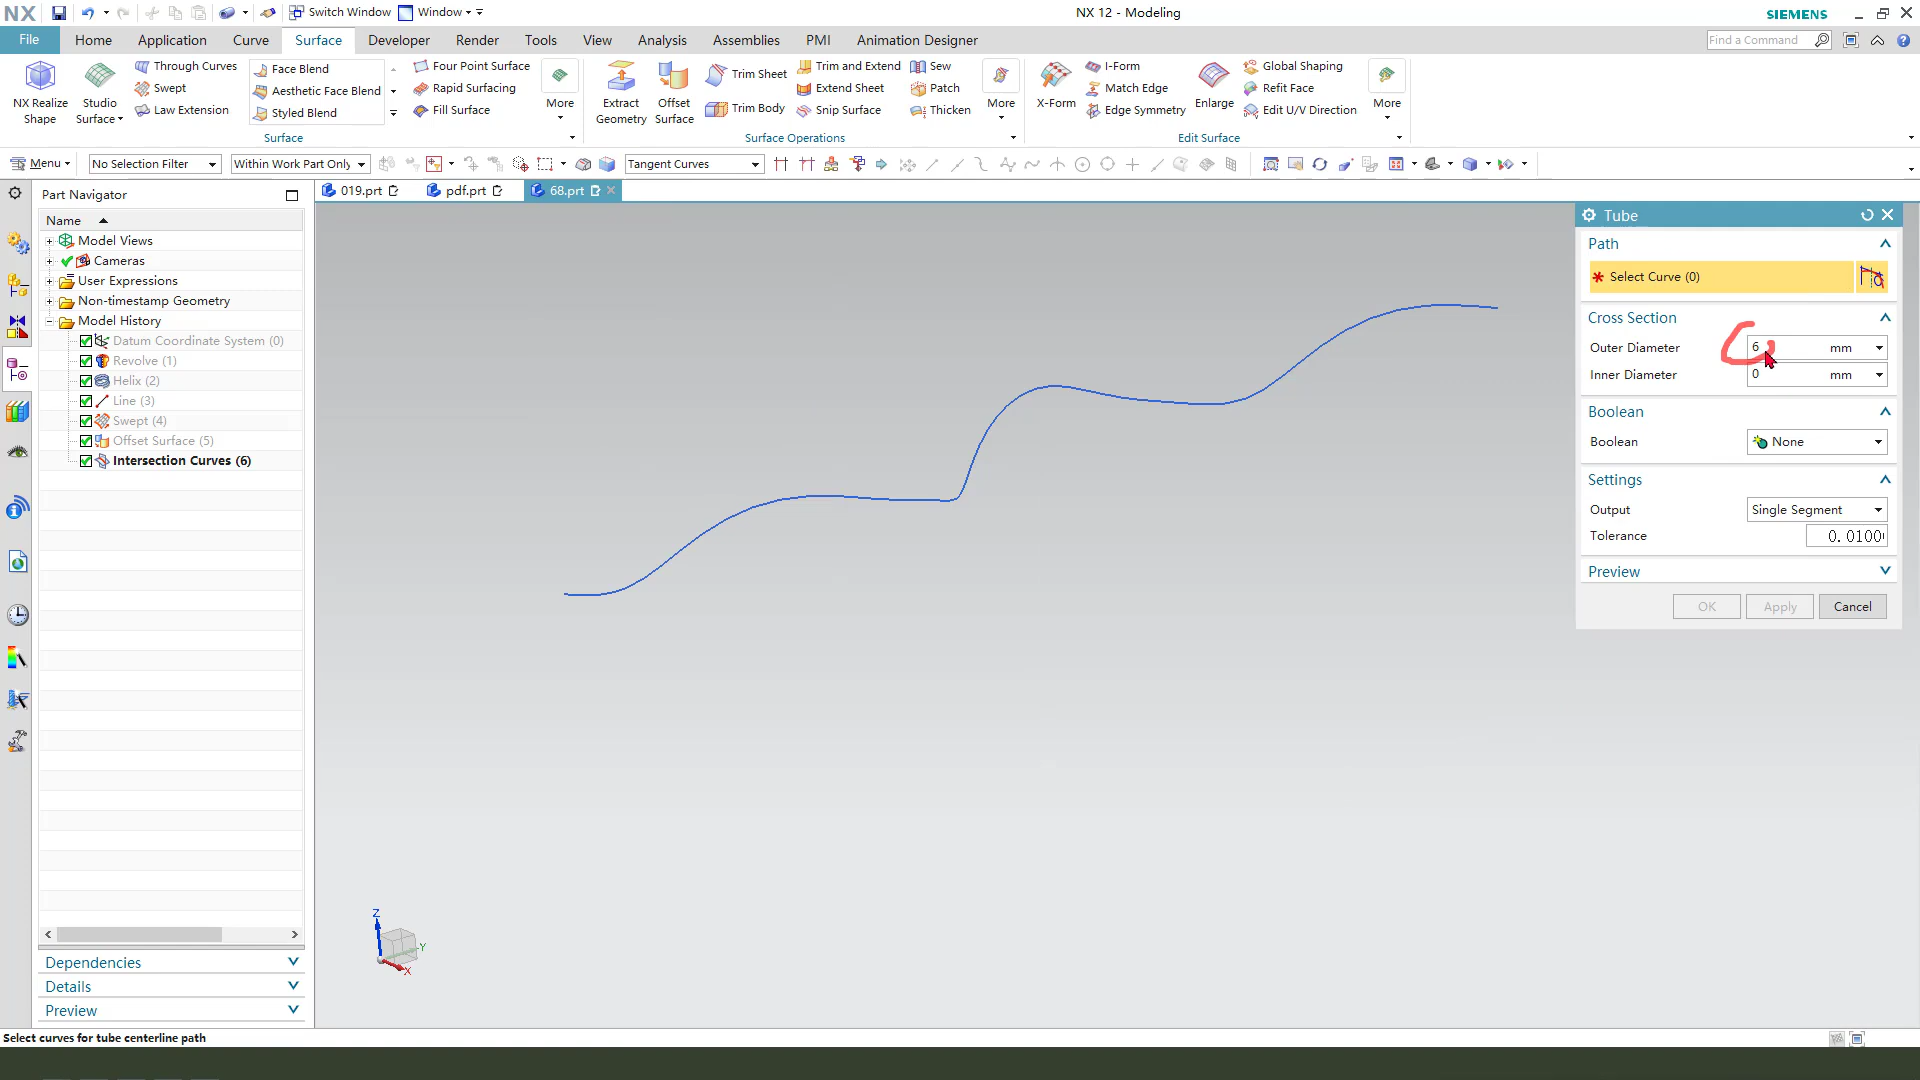 NX
Switch Window
Window
NX 12 - Modeling
SIEMENS
File
Home
Application
Curve
Surface
Developer
Render
Tools
View
Analysis
Assemblies
PMI
Animation Designer
Find a Command
NX Realize Shape
Studio Surface
Through Curves
Swept
Law Extension
Face Blend
Aesthetic Face Blend
Styled Blend
Four Point Surface
Rapid Surfacing
Fill Surface
More
Surface
Extract Geometry
Offset Surface
Trim Sheet
Trim Body
Trim and Extend
Extend Sheet
Snip Surface
Sew
Patch
Thicken
More
Surface Operations
X-Form
I-Form
Match Edge
Edge Symmetry
Enlarge
Global Shaping
Refit Face
Edit U/V Direction
More
Edit Surface
Menu
No Selection Filter
Within Work Part Only
Tangent Curves
Part Navigator
Name
Model Views
Cameras
User Expressions
Non-timestamp Geometry
Model History
Datum Coordinate System (0)
Revolve (1)
Helix (2)
Line (3)
Swept (4)
Offset Surface (5)
Intersection Curves (6)
Dependencies
Details
Preview
019.prt
pdf.prt
68.prt
Z
Y
X
Tube
Path
* Select Curve (0)
Cross Section
Outer Diameter 6 mm
Inner Diameter 0 mm
Boolean
Boolean None
Settings
Output Single Segment
Tolerance 0.0100
Preview
OK
Apply
Cancel
Select curves for tube centerline path